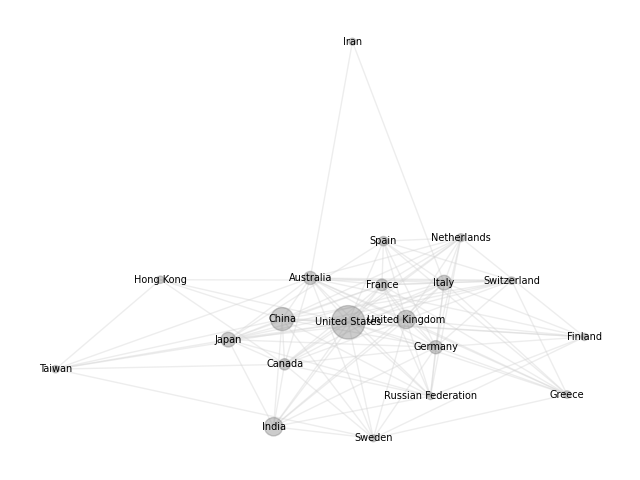 Iran
Spain
Netherlands
Hong Kong
Australia
France
Italy
Switzerland
China
United States
United Kingdom
Japan
Germany
Finland
Taiwan
Canada
Russian Federation
Greece
India
Sweden